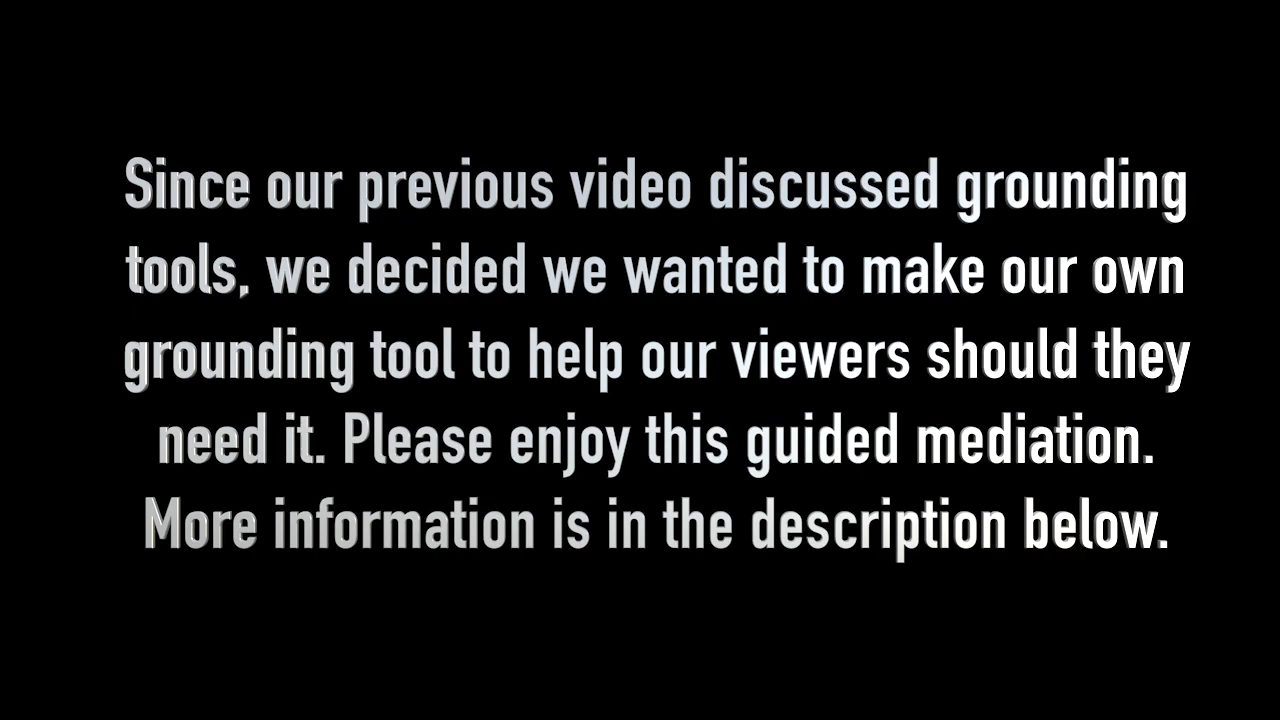 Since our previous video discussed grounding
tools, we decided we wanted to make our own
grounding tool to help our viewers should they
need it. Please enjoy this guided mediation.
More information is in the description below.